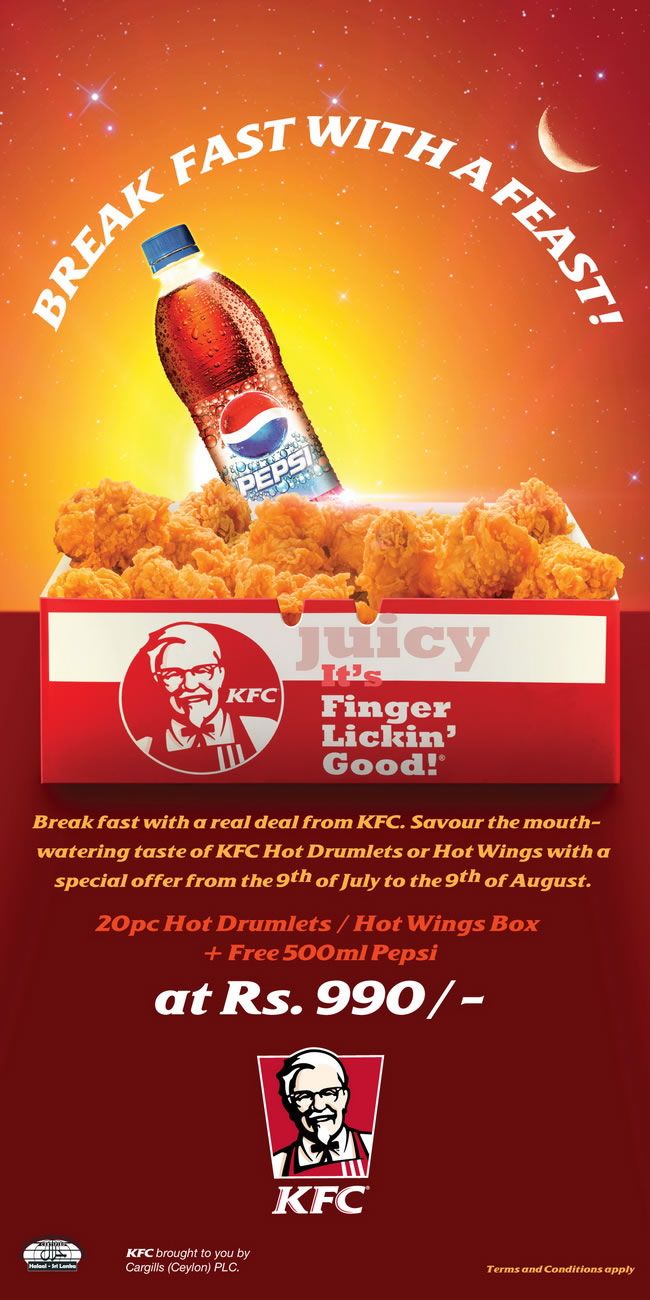 BREAK FAST WITH A FEAST!
PEPSI
juicy
It's
KFC
Finger
Lickin'
Good!®
Break fast with a real deal from KFC. Savour the mouth-
watering taste of KFC Hot Drumlets or Hot Wings with a
special offer from the 9th of July to the 9th of August.
20pc Hot Drumlets / Hot Wings Box
+ Free 500ml Pepsi
at Rs. 990/-
KFC®
CERTIFIED
حلال
Halaal - Sri Lanka
KFC brought to you by
Cargills (Ceylon) PLC.
Terms and Conditions apply